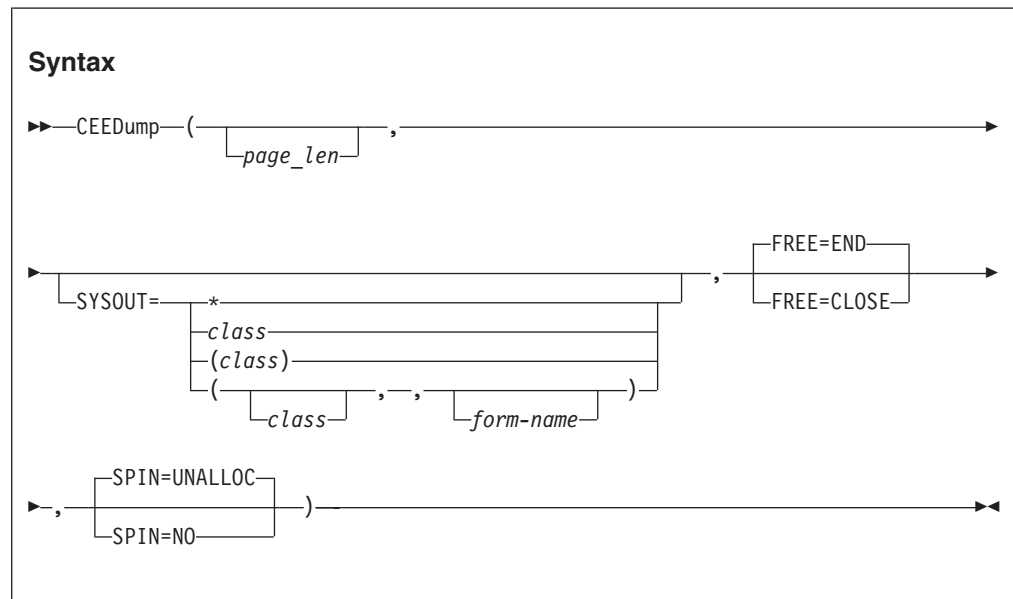 Syntax
CEEDump ( page_len ,
SYSOUT= * , FREE=END
class FREE=CLOSE
(class)
( class , , form-name )
, SPIN=UNALLOC )
SPIN=NO